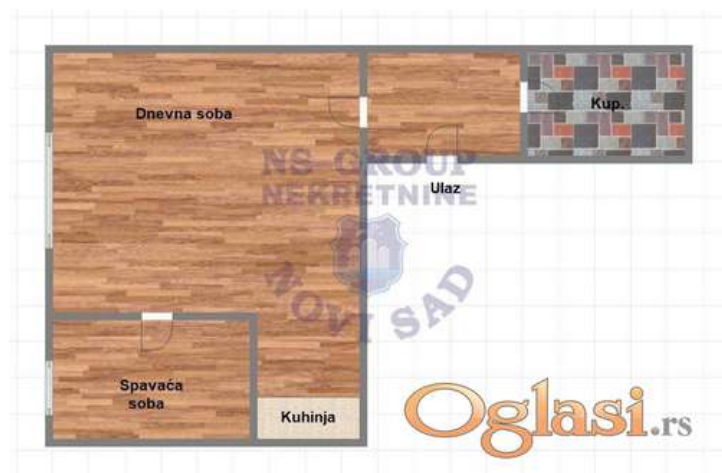 Dnevna soba
Kup.
NS GROUP
NEKRETNINE
Ulaz
NOVI SAD
Spavaća
soba
Kuhinja
Oglasi.rs